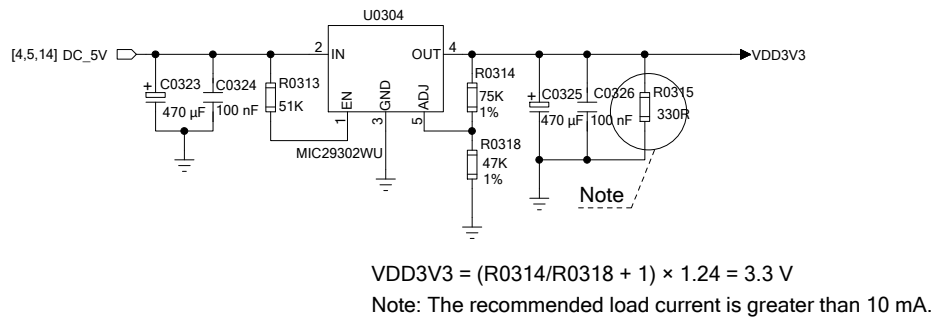 U0304
[4,5,14] DC_5V
2
IN
OUT
4
VDD3V3
C0323
470 µF
C0324
100 nF
R0313
51K
EN
GND
ADJ
1
3
5
MIC29302WU
R0314
75K
1%
R0318
47K
1%
C0325
470 µF
C0326
100 nF
R0315
330R
Note
VDD3V3 = (R0314/R0318 + 1) × 1.24 = 3.3 V
Note: The recommended load current is greater than 10 mA.